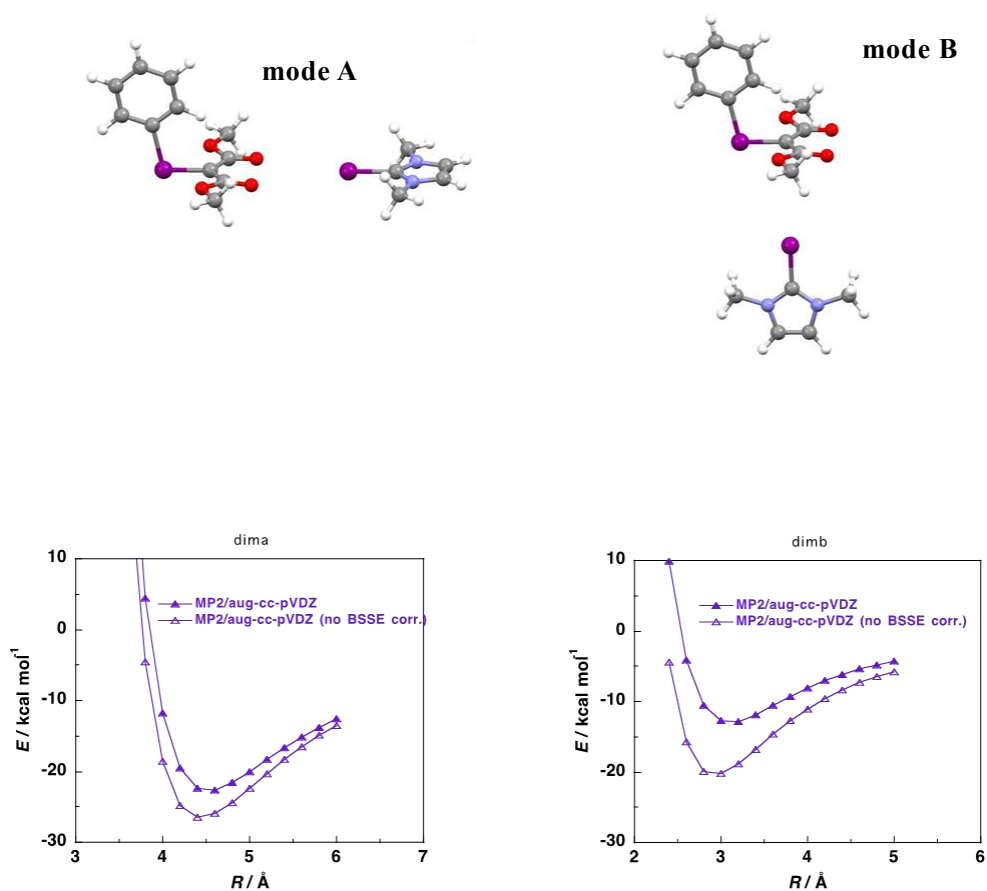 mode A
mode B
dima
10
0
-10
-20
-30
E / kcal mol-1
MP2/aug-cc-pVDZ
MP2/aug-cc-pVDZ (no BSSE corr.)
3
4
5
6
7
R / Å
dimb
10
0
-10
-20
-30
E / kcal mol-1
MP2/aug-cc-pVDZ
MP2/aug-cc-pVDZ (no BSSE corr.)
2
3
4
5
6
R / Å